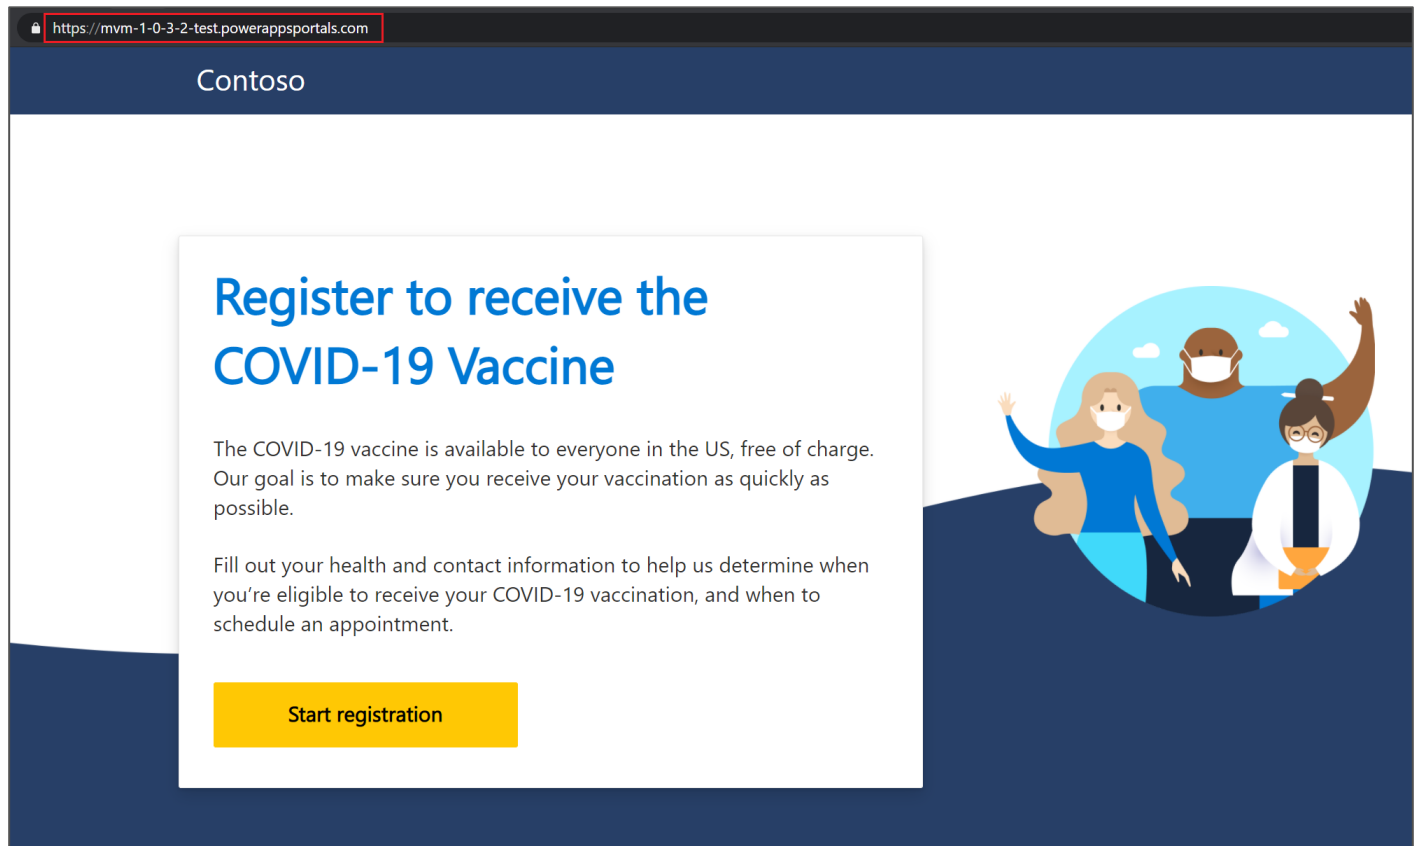 https://mvm-1-0-3-2-test.powerappsportals.com
Contoso
Register to receive the
COVID-19 Vaccine
The COVID-19 vaccine is available to everyone in the US, free of charge.
Our goal is to make sure you receive your vaccination as quickly as
possible.
Fill out your health and contact information to help us determine when
you’re eligible to receive your COVID-19 vaccination, and when to
schedule an appointment.
Start registration